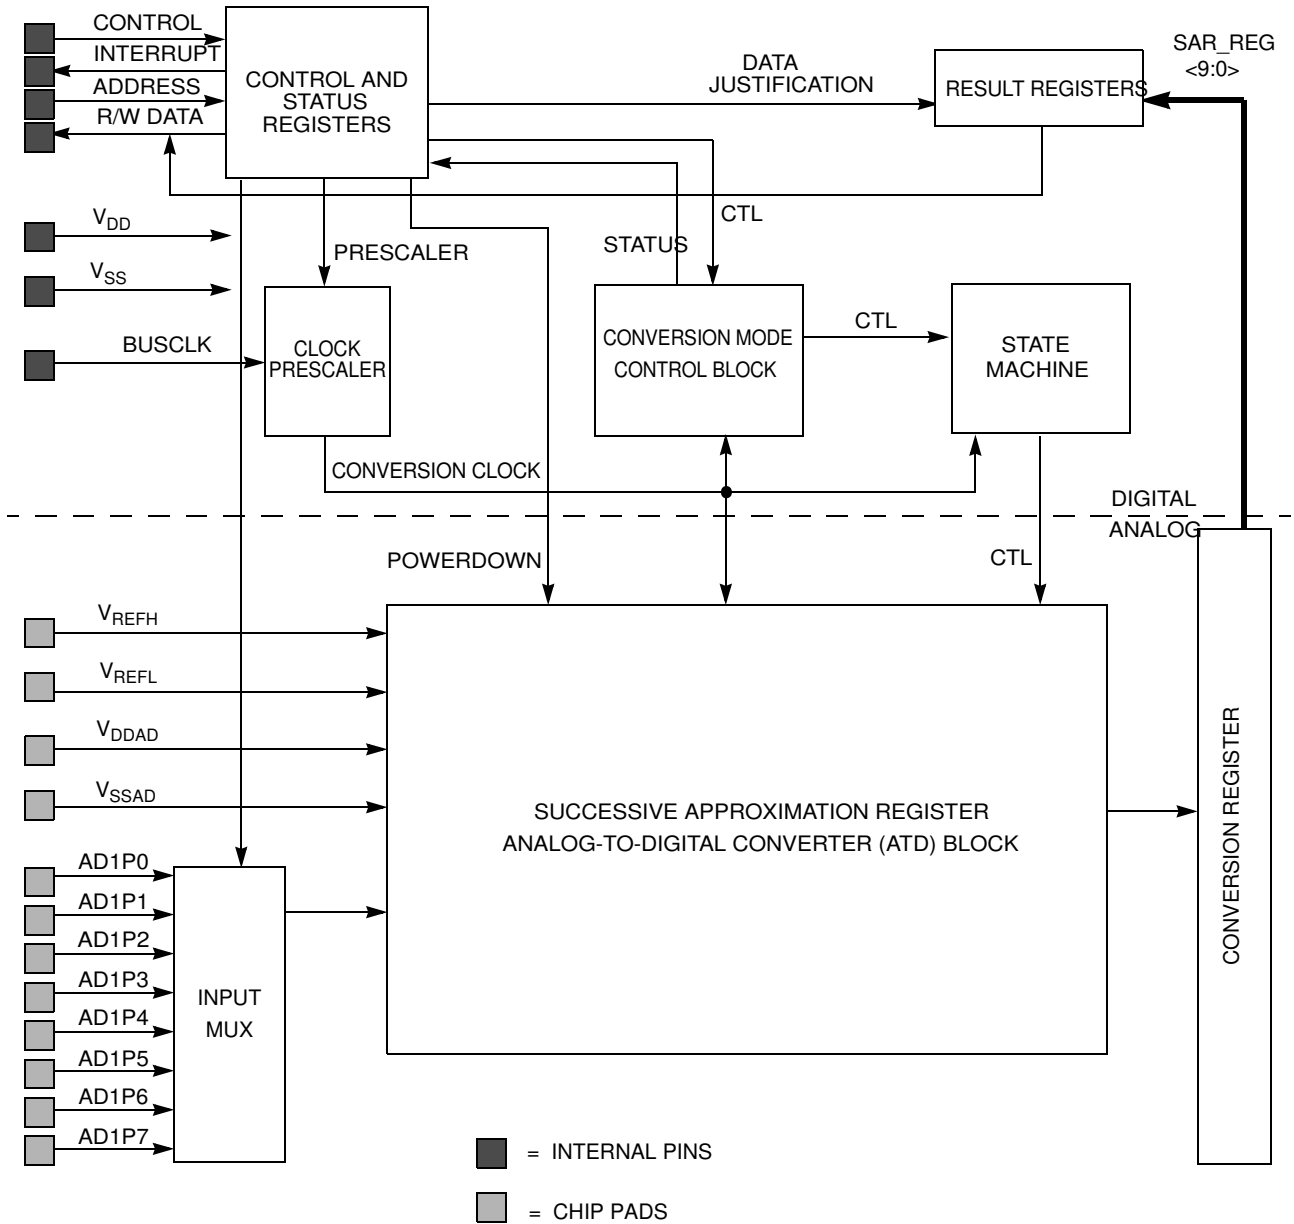 CONTROL
INTERRUPT
ADDRESS
R/W DATA
CONTROL AND
STATUS
REGISTERS
DATA
JUSTIFICATION
RESULT REGISTERS
SAR_REG
<9:0>
VDD
VSS
BUSCLK
PRESCALER
CLOCK
PRESCALER
STATUS
CTL
CONVERSION MODE
CONTROL BLOCK
CTL
STATE
MACHINE
CONVERSION CLOCK
DIGITAL
ANALOG
POWERDOWN
CTL
VREFH
VREFL
VDDAD
VSSAD
SUCCESSIVE APPROXIMATION REGISTER
ANALOG-TO-DIGITAL CONVERTER (ATD) BLOCK
CONVERSION REGISTER
AD1P0
AD1P1
AD1P2
AD1P3
AD1P4
AD1P5
AD1P6
AD1P7
INPUT
MUX
= INTERNAL PINS
= CHIP PADS